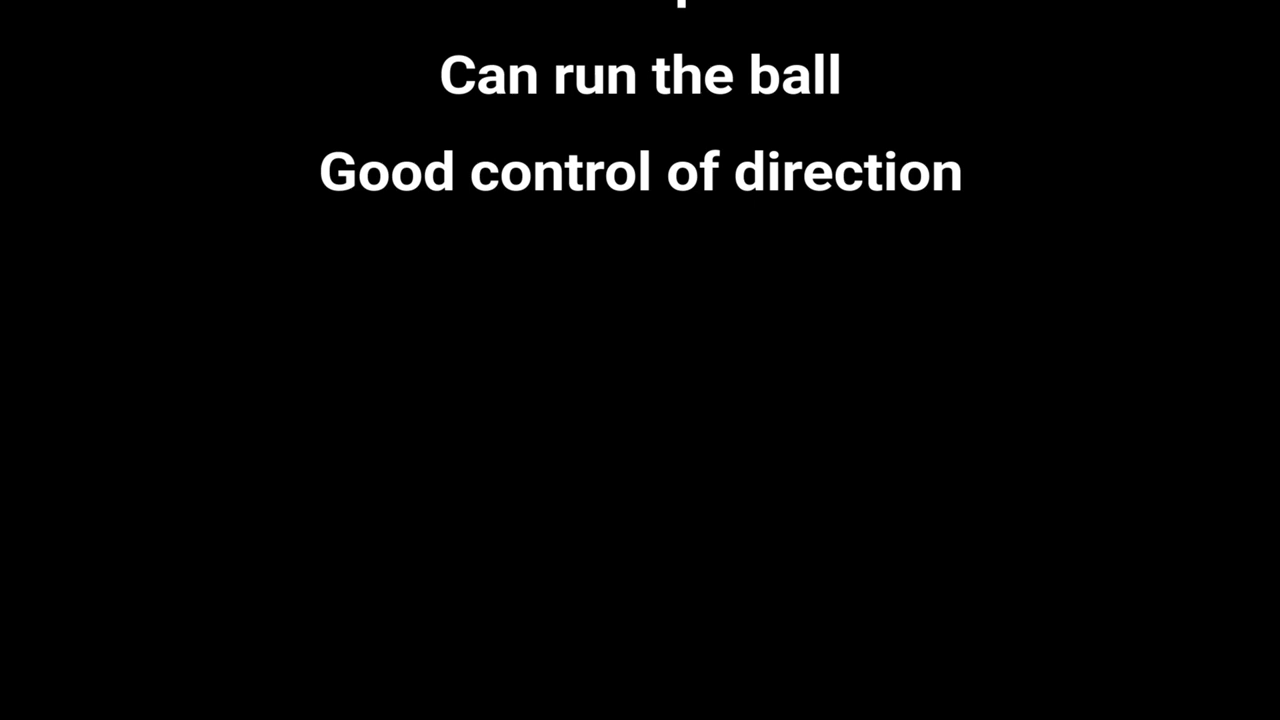 Can run the ball
Good control of direction